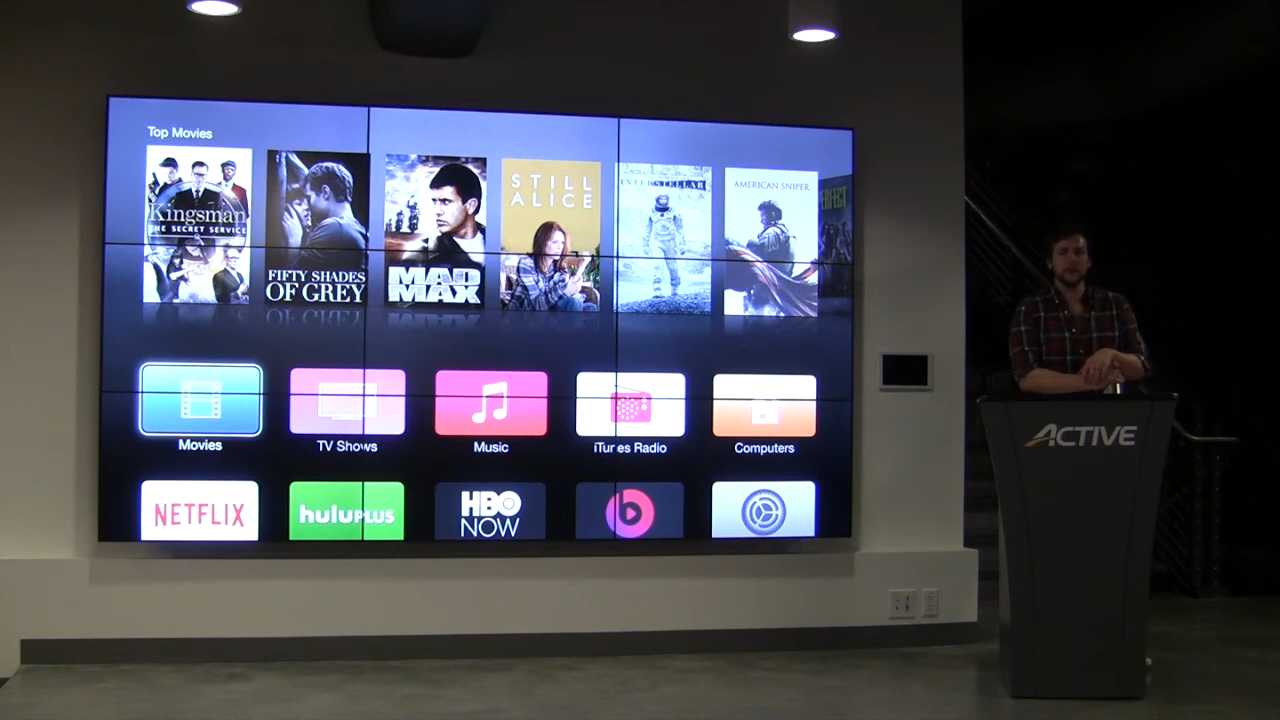 Top Movies
Kingsman
THE SECRET SERVICE
FIFTY SHADES
OF GREY
MAD
MAX
STILL
ALICE
INTERSTELLAR
AMERICAN SNIPER
Movies
TV Shows
Music
iTunes Radio
Computers
NETFLIX
huluPLUS
HBO
NOW
b
ACTIVE